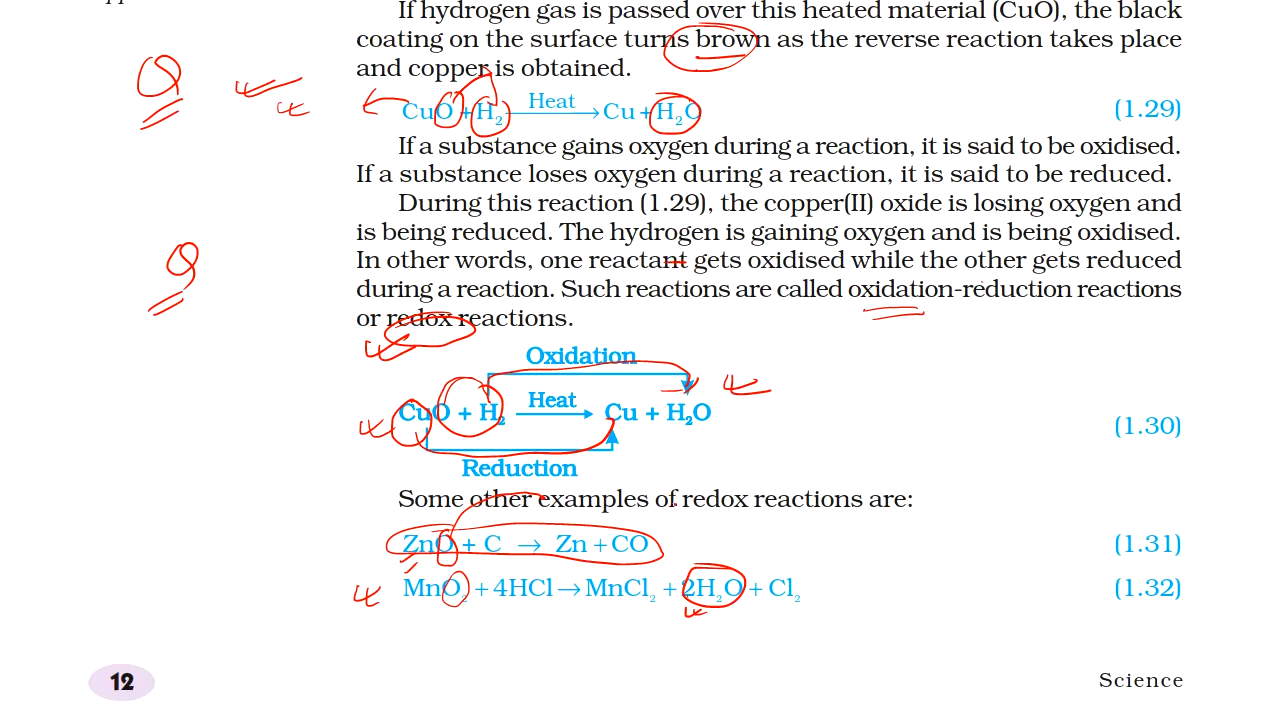 If hydrogen gas is passed over this heated material (CuO), the black
coating on the surface turns brown as the reverse reaction takes place
and copper is obtained.
CuO + H₂ —Heat→ Cu + H₂O (1.29)
If a substance gains oxygen during a reaction, it is said to be oxidised.
If a substance loses oxygen during a reaction, it is said to be reduced.
During this reaction (1.29), the copper(II) oxide is losing oxygen and
is being reduced. The hydrogen is gaining oxygen and is being oxidised.
In other words, one reactant gets oxidised while the other gets reduced
during a reaction. Such reactions are called oxidation-reduction reactions
or redox reactions.
Oxidation
CuO + H₂ —Heat→ Cu + H₂O (1.30)
Reduction
Some other examples of redox reactions are:
ZnO + C → Zn + CO (1.31)
MnO₂ + 4HCl → MnCl₂ + 2H₂O + Cl₂ (1.32)
12
Science